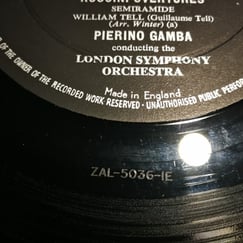 ROSSINI OVERTURES
SEMIRAMIDE
WILLIAM TELL (Guillaume Tell)
(Arr. Winter) (a)
PIERINO GAMBA
conducting the
LONDON SYMPHONY
ORCHESTRA
Made in England
OF THE OWNER OF THE RECORDED WORK RESERVED · UNAUTHORISED PUBLIC PERFOR
ZAL-5036-1E